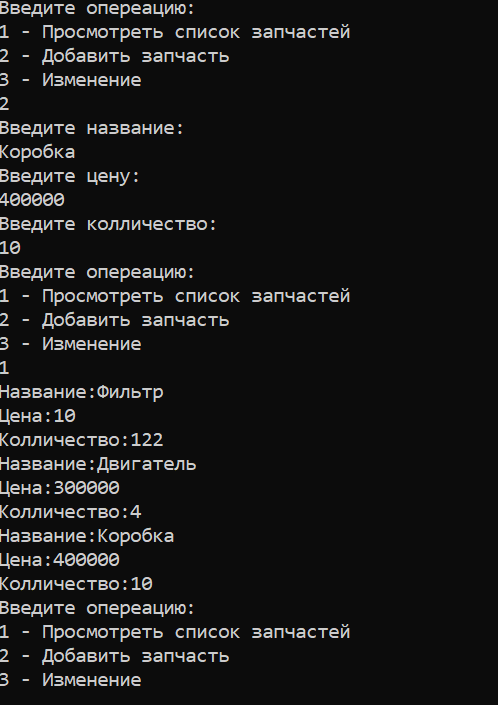 Введите опереацию:
1 - Просмотреть список запчастей
2 - Добавить запчасть
3 - Изменение
2
Введите название:
Коробка
Введите цену:
400000
Введите колличество:
10
Введите опереацию:
1 - Просмотреть список запчастей
2 - Добавить запчасть
3 - Изменение
1
Название:Фильтр
Цена:10
Колличество:122
Название:Двигатель
Цена:300000
Колличество:4
Название:Коробка
Цена:400000
Колличество:10
Введите опереацию:
1 - Просмотреть список запчастей
2 - Добавить запчасть
3 - Изменение